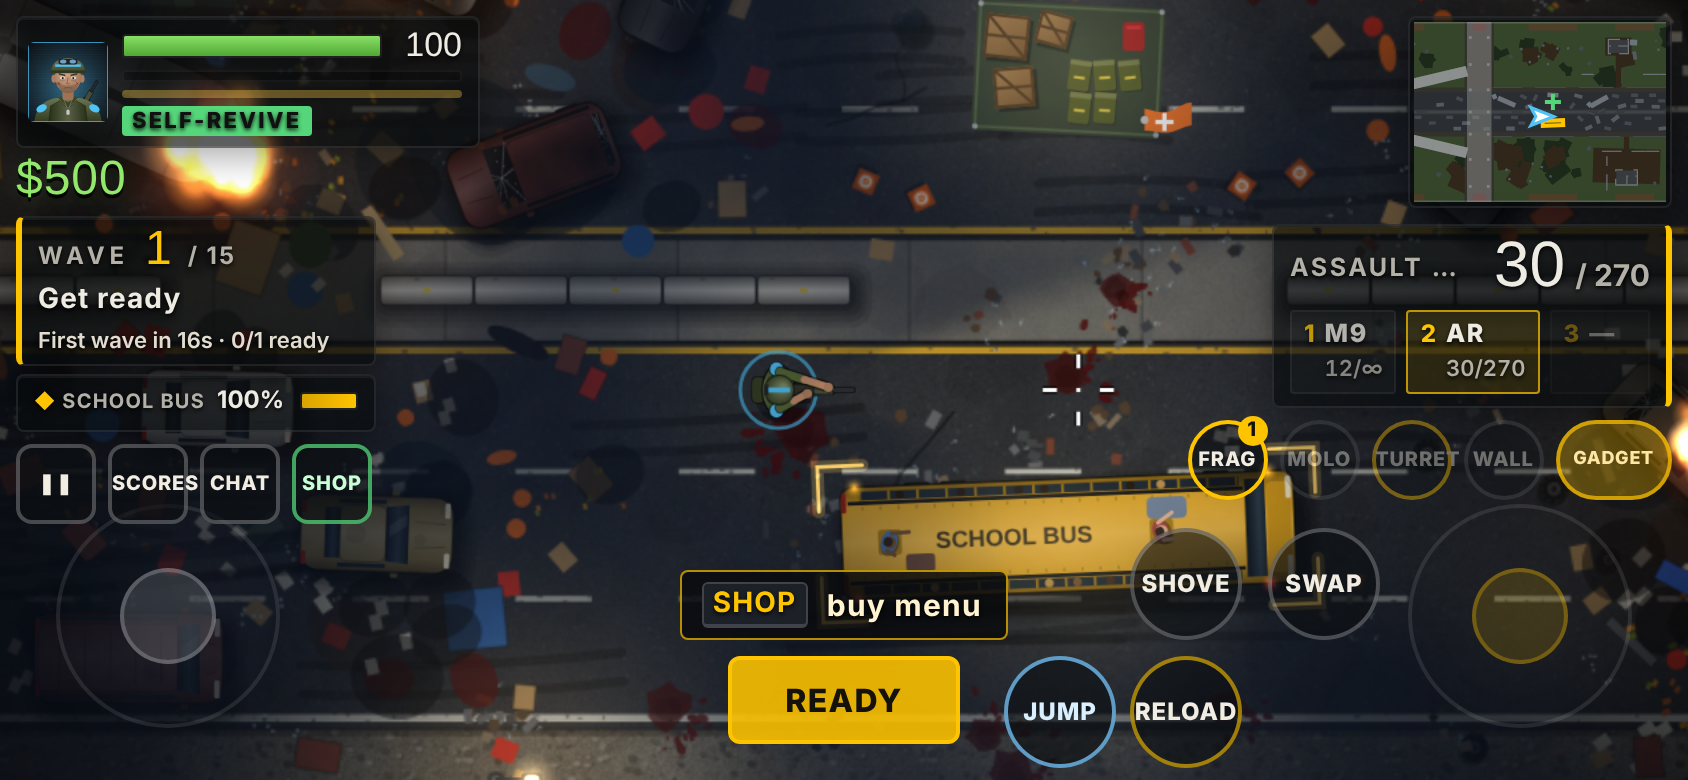 100
SELF-REVIVE
$500
WAVE 1 / 15
Get ready
First wave in 16s · 0/1 ready
SCHOOL BUS 100%
SCORES CHAT SHOP
ASSAULT ... 30 / 270
1 M9 2 AR 3 —
12/∞ 30/270
1
FRAG MOLO TURRET WALL GADGET
SCHOOL BUS
SHOVE SWAP
SHOP buy menu
READY JUMP RELOAD